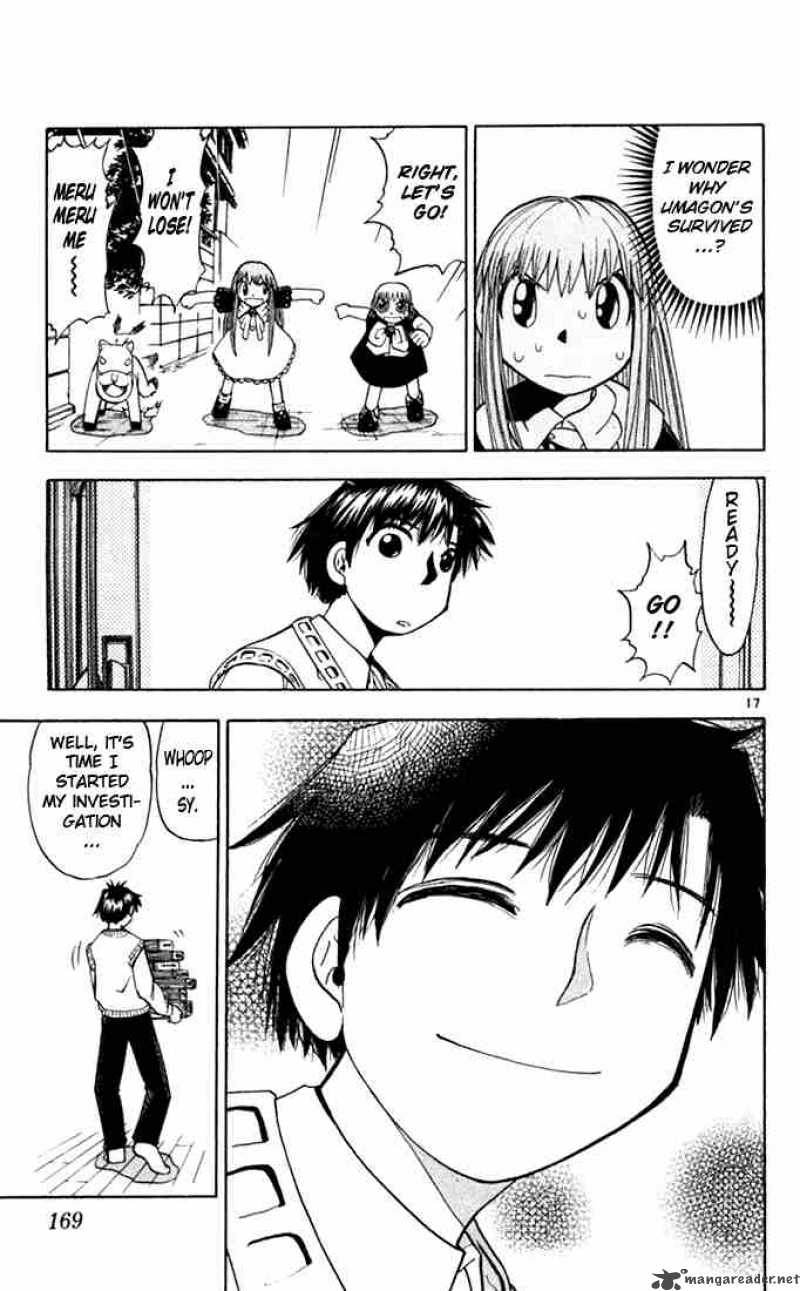 I WONDER
WHY
UMAGON'S
SURVIVED
...?
RIGHT,
LET'S
GO!
I
WON'T
LOSE!
MERU
MERU
ME
READY
GO
!!
17
WHOOP
...
SY.
WELL, IT'S
TIME I
STARTED
MY INVESTI-
GATION
...
169
mangareader.net